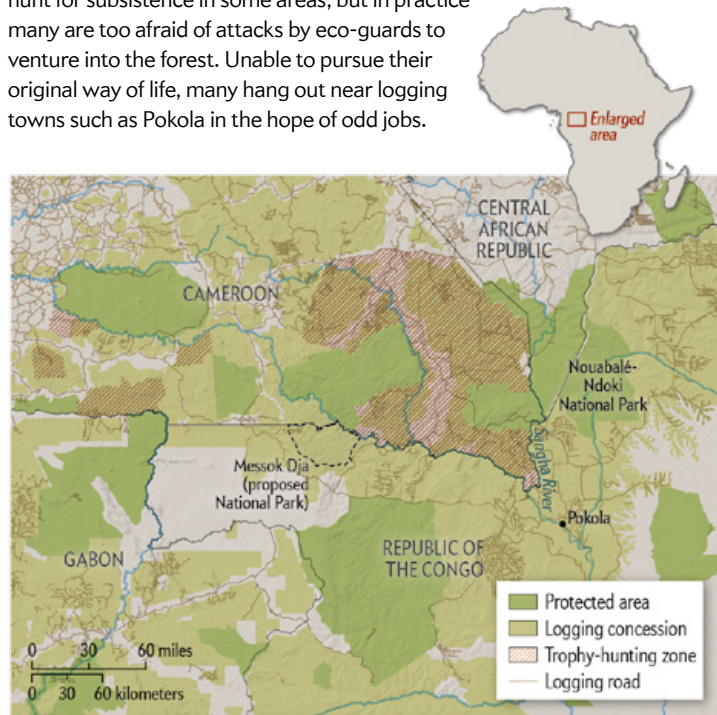 hunt for subsistence in some areas, but in practice
many are too afraid of attacks by eco-guards to
venture into the forest. Unable to pursue their
original way of life, many hang out near logging
towns such as Pokola in the hope of odd jobs.
Enlarged
area
CENTRAL
AFRICAN
REPUBLIC
CAMEROON
Nouabalé-
Ndoki
National Park
Messok Dja
(proposed
National Park)
Sangha River
Pokola
GABON
REPUBLIC OF
THE CONGO
Protected area
Logging concession
Trophy-hunting zone
Logging road
0 30 60 miles
0 30 60 kilometers